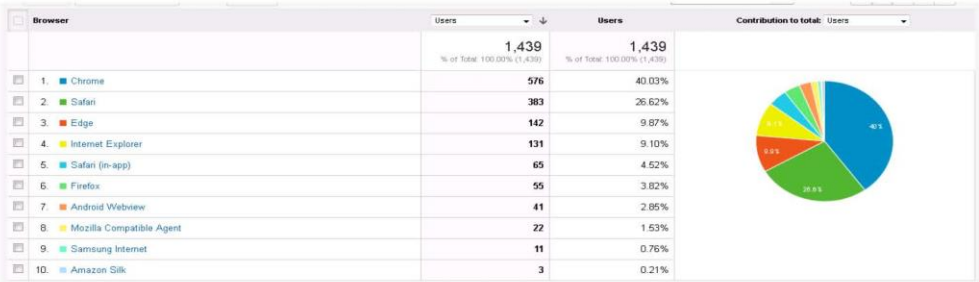 Browser Users Users Contribution to total: Users
1,439 1,439
% of Total: 100.00% (1,439) % of Total: 100.00% (1,439)
1. Chrome 576 40.03%
2. Safari 383 26.62%
3. Edge 142 9.87%
4. Internet Explorer 131 9.10%
5. Safari (in-app) 65 4.52%
6. Firefox 55 3.82%
7. Android Webview 41 2.85%
8. Mozilla Compatible Agent 22 1.53%
9. Samsung Internet 11 0.76%
10. Amazon Silk 3 0.21%
40%
9.1%
9.9%
26.6%